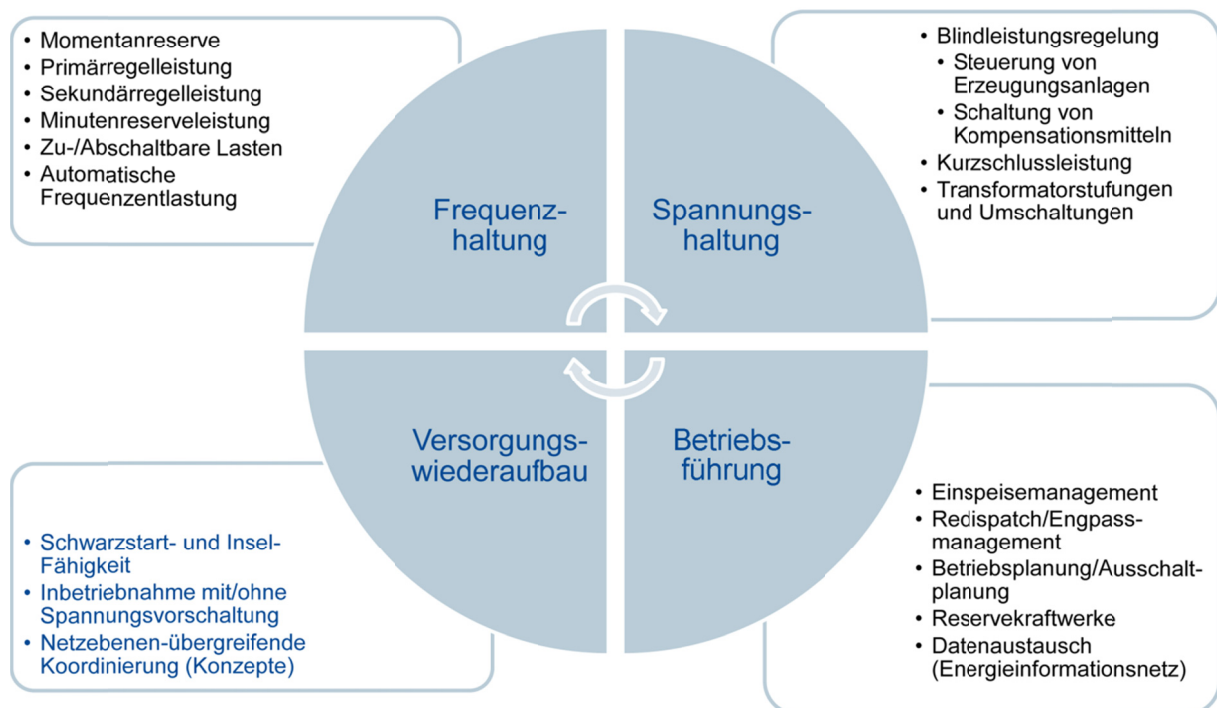 • Momentanreserve
• Primärregelleistung
• Sekundärregelleistung
• Minutenreserveleistung
• Zu-/Abschaltbare Lasten
• Automatische
Frequenzentlastung
• Blindleistungsregelung
• Steuerung von
Erzeugungsanlagen
• Schaltung von
Kompensationsmitteln
• Kurzschlussleistung
• Transformatorstufungen
und Umschaltungen
Frequenz-
haltung
Spannungs-
haltung
Versorgungs-
wiederaufbau
Betriebs-
führung
• Schwarzstart- und Insel-
Fähigkeit
• Inbetriebnahme mit/ohne
Spannungsvorschaltung
• Netzebenen-übergreifende
Koordinierung (Konzepte)
• Einspeisemanagement
• Redispatch/Engpass-
management
• Betriebsplanung/Ausschalt-
planung
• Reservekraftwerke
• Datenaustausch
(Energieinformationsnetz)